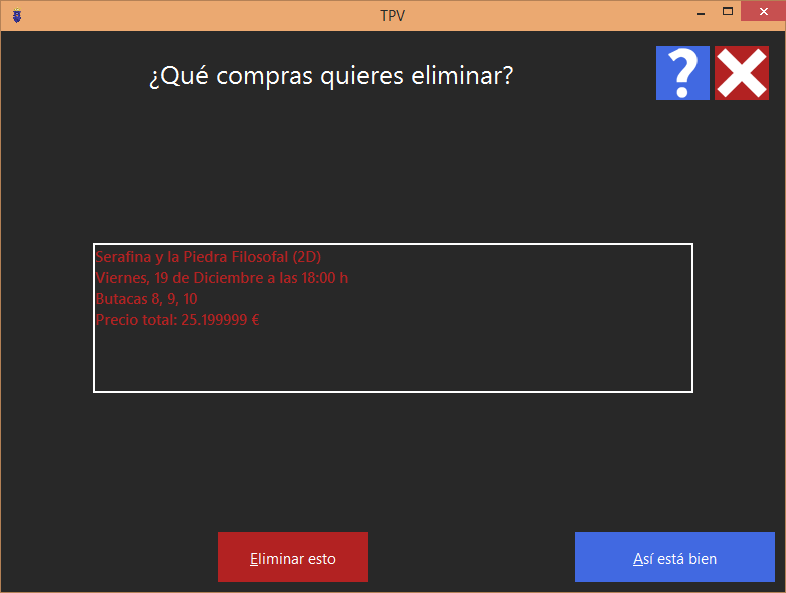 TPV
¿Qué compras quieres eliminar?
?
Serafina y la Piedra Filosofal (2D)
Viernes, 19 de Diciembre a las 18:00 h
Butacas 8, 9, 10
Precio total: 25.199999 €
Eliminar esto
Así está bien